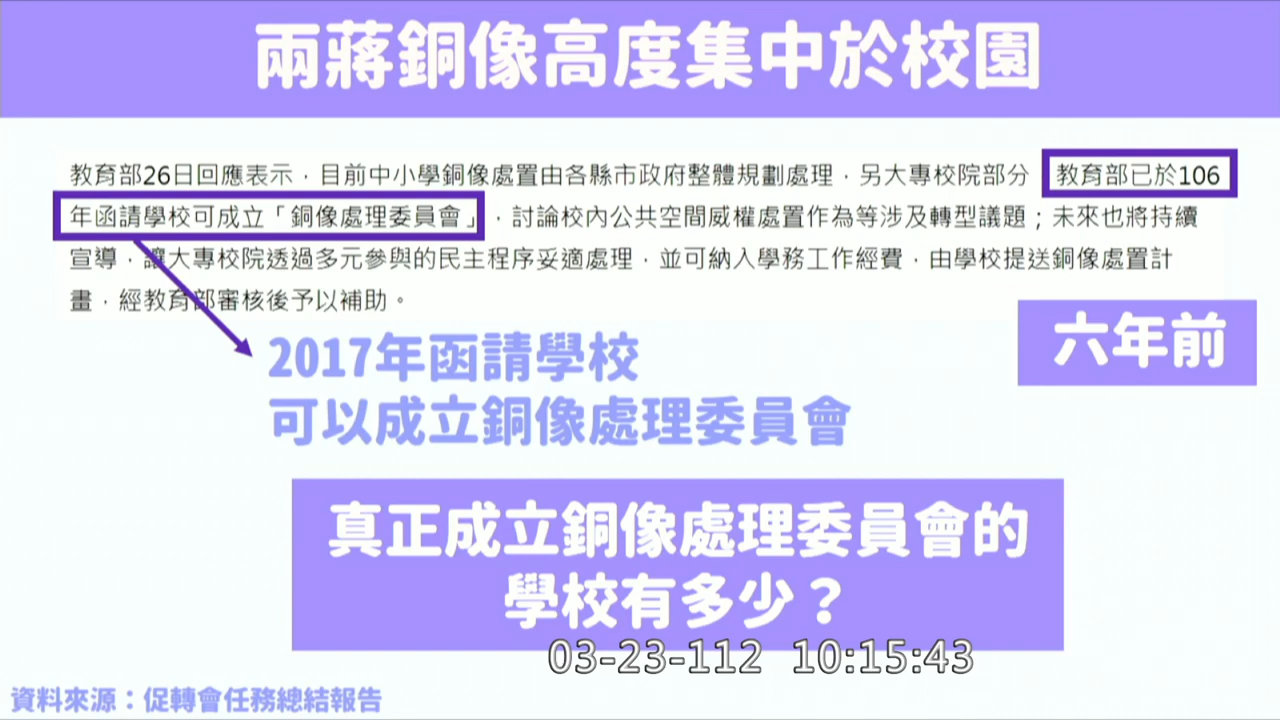 兩蔣銅像高度集中於校園
教育部26日回應表示，目前中小學銅像處置由各縣市政府整體規劃處理，另大專校院部分 教育部已於106
年函請學校可成立「銅像處理委員會」，討論校內公共空間威權處置作為等涉及轉型議題；未來也將持續
宣導，讓大專校院透過多元參與的民主程序妥適處理，並可納入學務工作經費，由學校提送銅像處置計
畫，經教育部審核後予以補助。
六年前
2017年函請學校
可以成立銅像處理委員會
真正成立銅像處理委員會的
學校有多少？
03-23-112 10:15:43
資料來源：促轉會任務總結報告